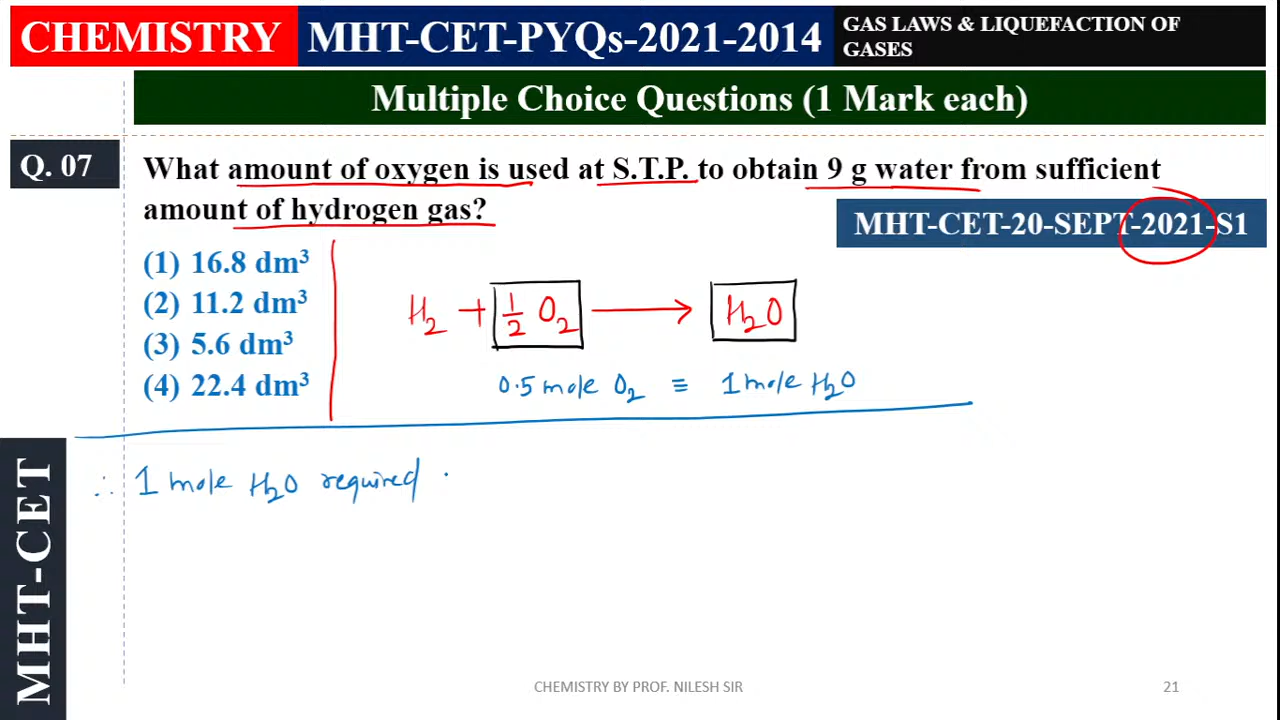 CHEMISTRY MHT-CET-PYQs-2021-2014 GAS LAWS & LIQUEFACTION OF
GASES
Multiple Choice Questions (1 Mark each)
Q. 07 What amount of oxygen is used at S.T.P. to obtain 9 g water from sufficient
amount of hydrogen gas?
MHT-CET-20-SEPT-2021-S1
(1) 16.8 dm³
(2) 11.2 dm³
(3) 5.6 dm³
(4) 22.4 dm³
H₂ + ½ O₂ ⟶ H₂O
0.5 mole O₂ ≡ 1 mole H₂O
∴ 1 mole H₂O required
MHT-CET
CHEMISTRY BY PROF. NILESH SIR 21